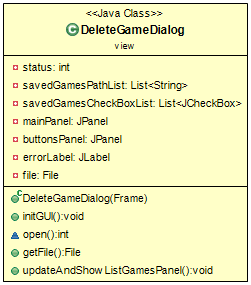 <<Java Class>>
C DeleteGameDialog
view
status: int
savedGamesPathList: List<String>
savedGamesCheckBoxList: List<JCheckBox>
mainPanel: JPanel
buttonsPanel: JPanel
errorLabel: JLabel
file: File
C DeleteGameDialog(Frame)
initGUI():void
open():int
getFile():File
updateAndShow ListGamesPanel():void